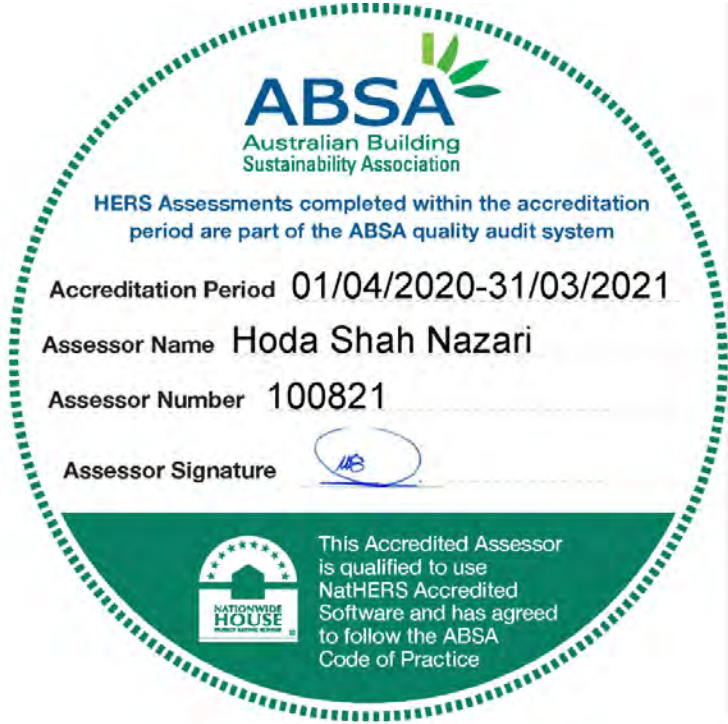 ABSA
Australian Building
Sustainability Association
HERS Assessments completed within the accreditation
period are part of the ABSA quality audit system
Accreditation Period 01/04/2020-31/03/2021
Assessor Name Hoda Shah Nazari
Assessor Number 100821
Assessor Signature
This Accredited Assessor
is qualified to use
NatHERS Accredited
Software and has agreed
to follow the ABSA
Code of Practice
NATIONWIDE
HOUSE
ENERGY RATING SCHEME